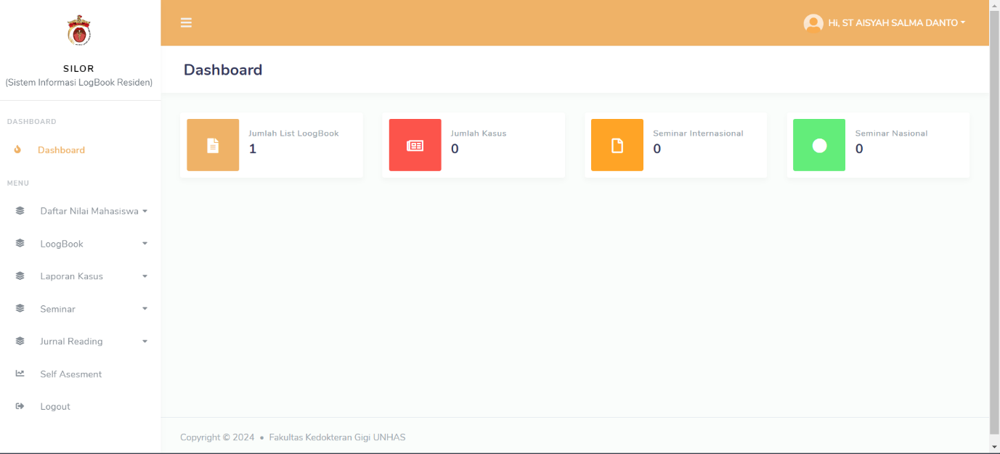 SILOR
(Sistem Informasi LogBook Residen)
DASHBOARD
Dashboard
MENU
Daftar Nilai Mahasiswa
LoogBook
Laporan Kasus
Seminar
Jurnal Reading
Self Asesment
Logout
Hi, ST AISYAH SALMA DANTO
Dashboard
Jumlah List LoogBook
1
Jumlah Kasus
0
Seminar Internasional
0
Seminar Nasional
0
Copyright © 2024 • Fakultas Kedokteran Gigi UNHAS